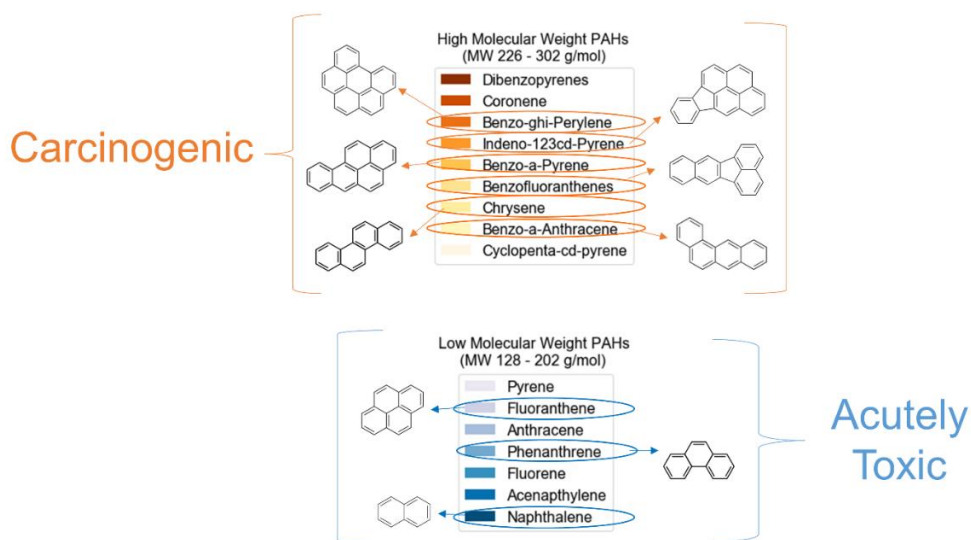 Carcinogenic
High Molecular Weight PAHs
(MW 226 - 302 g/mol)
Dibenzopyrenes
Coronene
Benzo-ghi-Perylene
Indeno-123cd-Pyrene
Benzo-a-Pyrene
Benzofluoranthenes
Chrysene
Benzo-a-Anthracene
Cyclopenta-cd-pyrene
Low Molecular Weight PAHs
(MW 128 - 202 g/mol)
Pyrene
Fluoranthene
Anthracene
Phenanthrene
Fluorene
Acenapthylene
Naphthalene
Acutely
Toxic